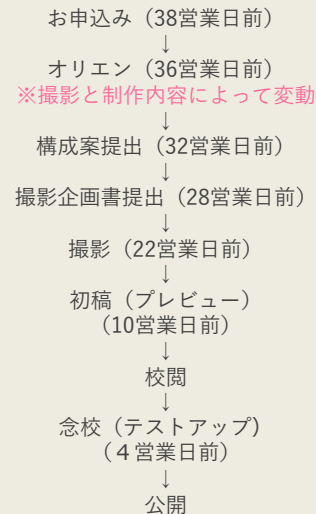 お申込み（38営業日前）
↓
オリエン（36営業日前）
※撮影と制作内容によって変動
↓
構成案提出（32営業日前）
↓
撮影企画書提出（28営業日前）
↓
撮影（22営業日前）
↓
初稿（プレビュー）
（10営業日前）
↓
校閲
↓
念校（テストアップ)
（４営業日前）
↓
公開